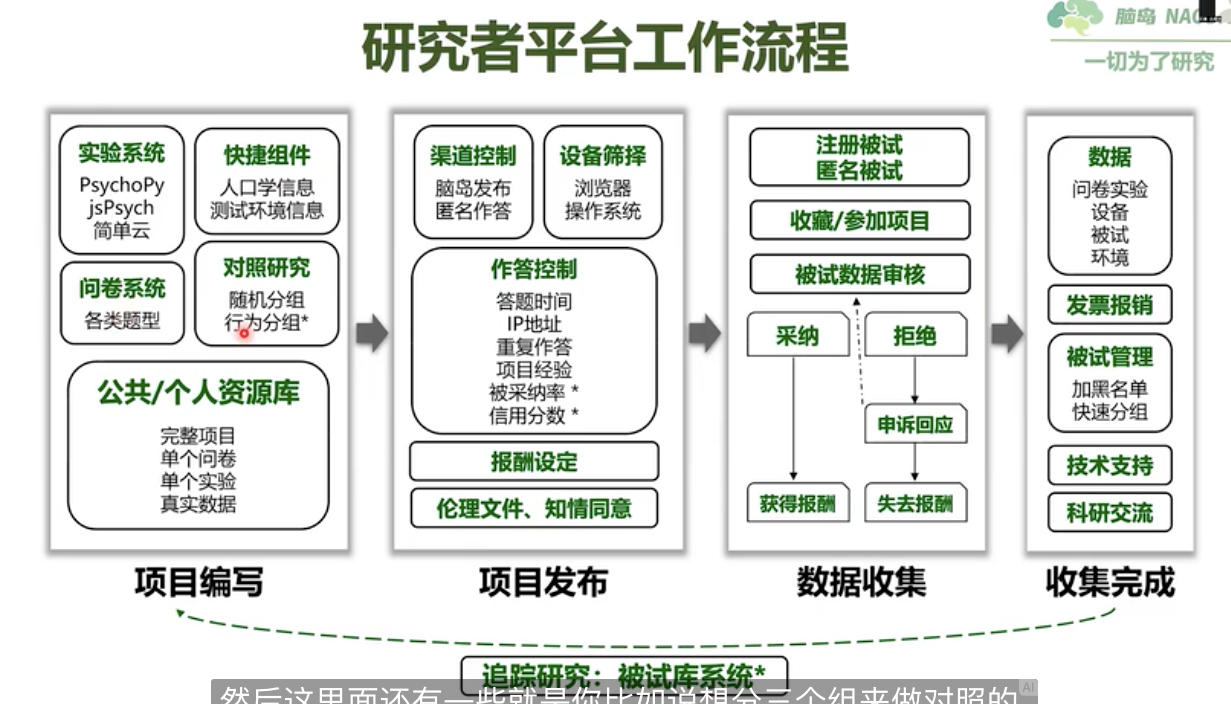 研究者平台工作流程
脑岛
一切为了研究
实验系统
PsychoPy
jsPsych
简单云
快捷组件
人口学信息
测试环境信息
问卷系统
各类题型
对照研究
随机分组
行为分组*
公共/个人资源库
完整项目
单个问卷
单个实验
真实数据
项目编写
渠道控制
脑岛发布
匿名作答
设备筛择
浏览器
操作系统
作答控制
答题时间
IP地址
重复作答
项目经验
被采纳率 *
信用分数 *
报酬设定
伦理文件、知情同意
项目发布
注册被试
匿名被试
收藏/参加项目
被试数据审核
采纳
拒绝
申诉回应
获得报酬
失去报酬
数据收集
数据
问卷实验
设备
被试
环境
发票报销
被试管理
加黑名单
快速分组
技术支持
科研交流
收集完成
追踪研究：被试库系统*
然后这里面还有一些就是你比如说想分三个组来做对照的
AI